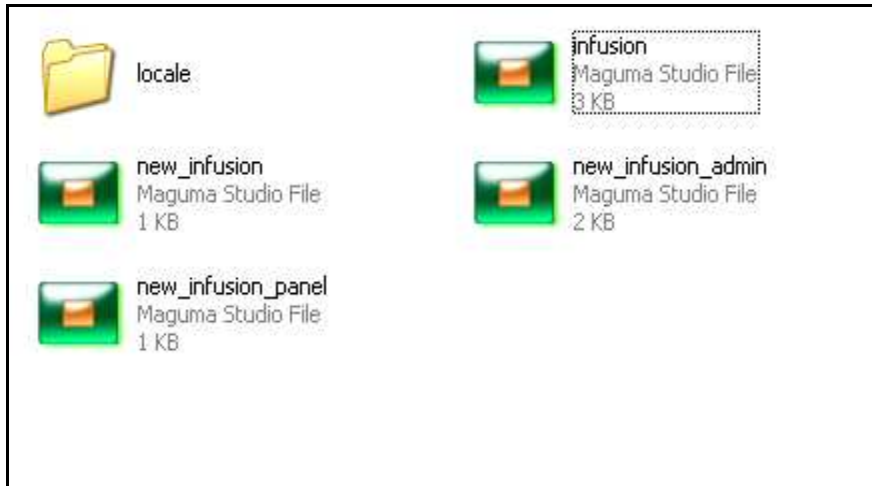 locale
infusion
Maguma Studio File
3 KB
new_infusion
Maguma Studio File
1 KB
new_infusion_admin
Maguma Studio File
2 KB
new_infusion_panel
Maguma Studio File
1 KB